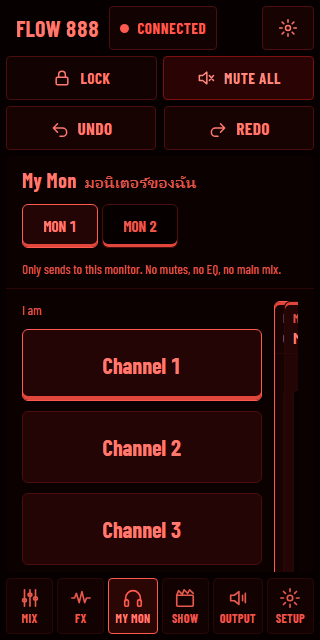 FLOW 888
CONNECTED
LOCK
MUTE ALL
UNDO
REDO
My Mon มอนิเตอร์ของฉัน
MON 1
MON 2
Only sends to this monitor. No mutes, no EQ, no main mix.
I am
Channel 1
Channel 2
Channel 3
MIX
FX
MY MON
SHOW
OUTPUT
SETUP